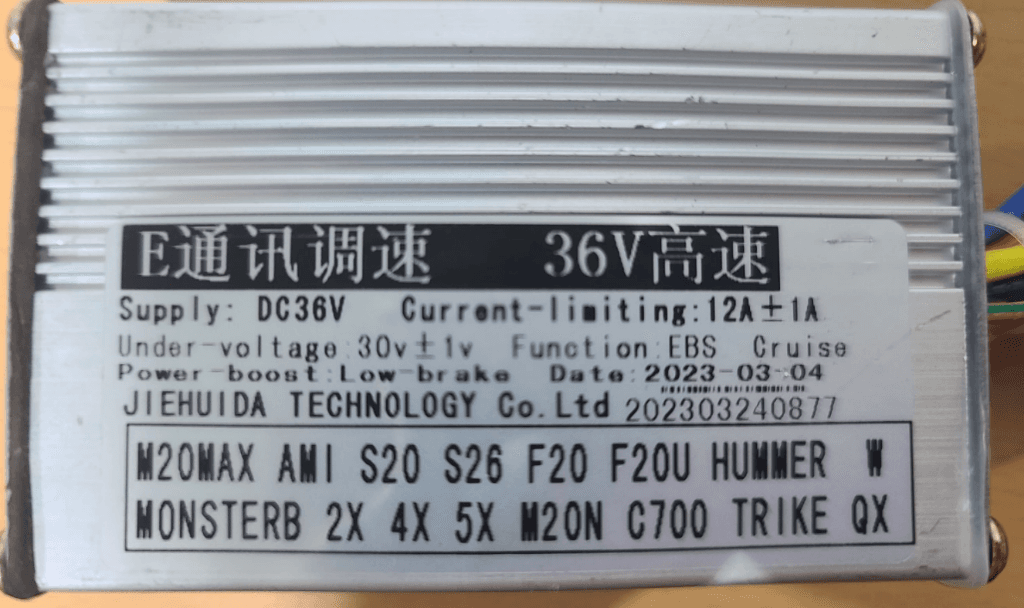 E通讯调速 36V高速
Supply: DC36V Current-limiting:12A±1A
Under-voltage:30v±1v Function:EBS Cruise
Power-boost:Low-brake Date:2023-03-04
JIEHUIDA TECHNOLOGY Co.Ltd 202303240877
M20MAX AMI S20 S26 F20 F20U HUMMER W
MONSTERB 2X 4X 5X M20N C700 TRIKE QX